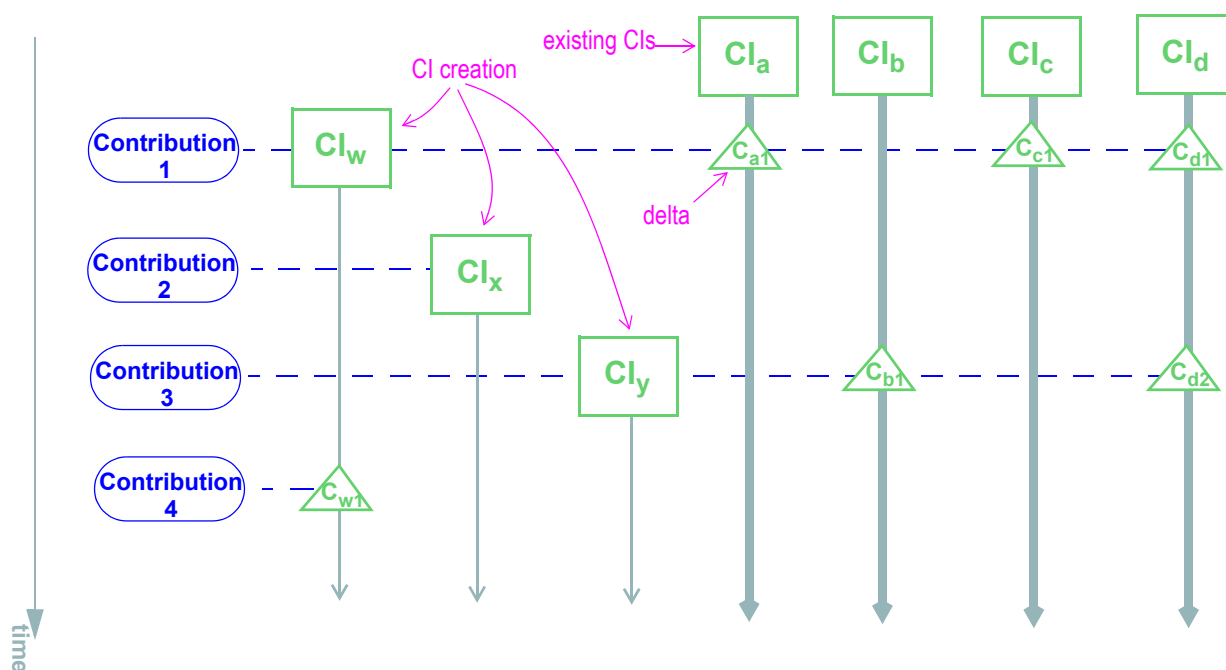 existing CIs
CIa
CIb
CIc
CId
CI creation
Contribution
1
CIw
Ca1
Cc1
Cd1
delta
Contribution
2
CIx
Contribution
3
CIy
Cb1
Cd2
Contribution
4
Cw1
time